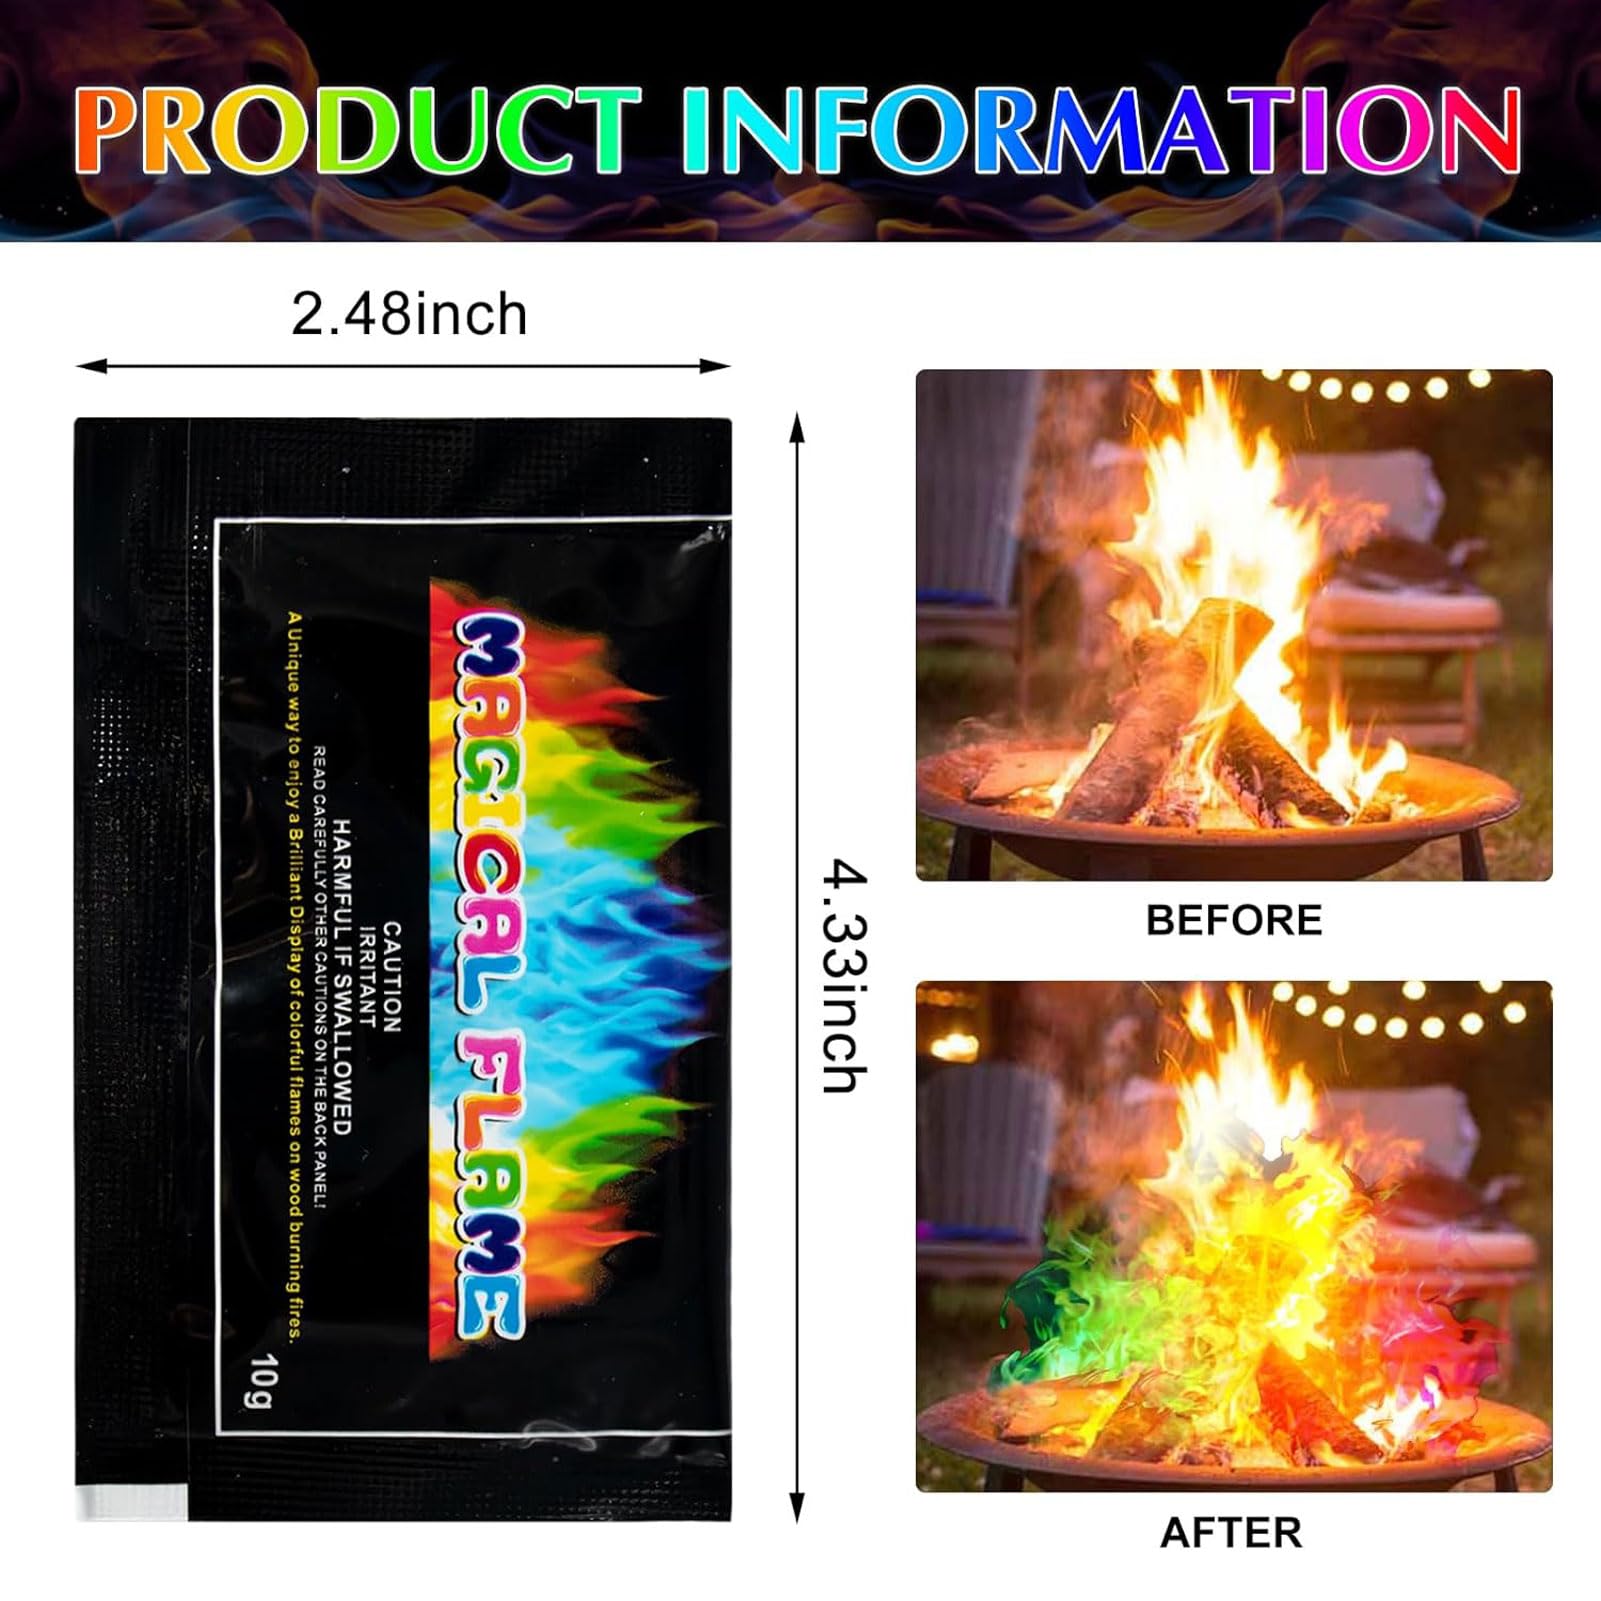 PRODUCT INFORMATION
2.48inch
MAGICAL FLAME
CAUTION
IRRITANT
HARMFUL IF SWALLOWED
READ CAREFULLY OTHER CAUTIONS ON THE BACK PANEL!
A Unique way to enjoy a Brilliant Display of colorful flames on wood burning fires.
10g
4.33inch
BEFORE
AFTER